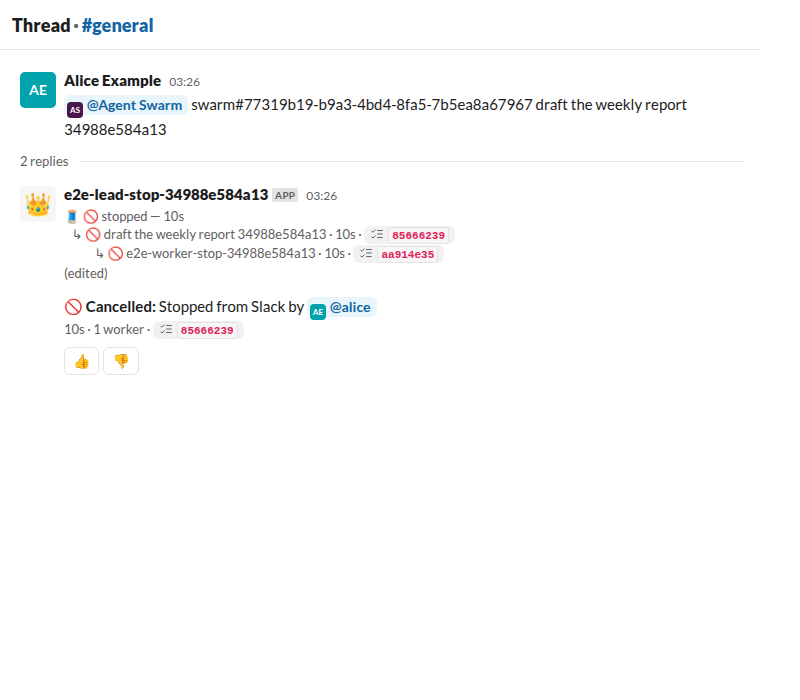 Thread · #general
AE
Alice Example 03:26
AS @Agent Swarm swarm#77319b19-b9a3-4bd4-8fa5-7b5ea8a67967 draft the weekly report
34988e584a13
2 replies
e2e-lead-stop-34988e584a13 APP 03:26
🧵 🚫 stopped — 10s
↳ 🚫 draft the weekly report 34988e584a13 · 10s · 85666239
↳ 🚫 e2e-worker-stop-34988e584a13 · 10s · aa914e35
(edited)
🚫 Cancelled: Stopped from Slack by AE @alice
10s · 1 worker · 85666239
👍 👎